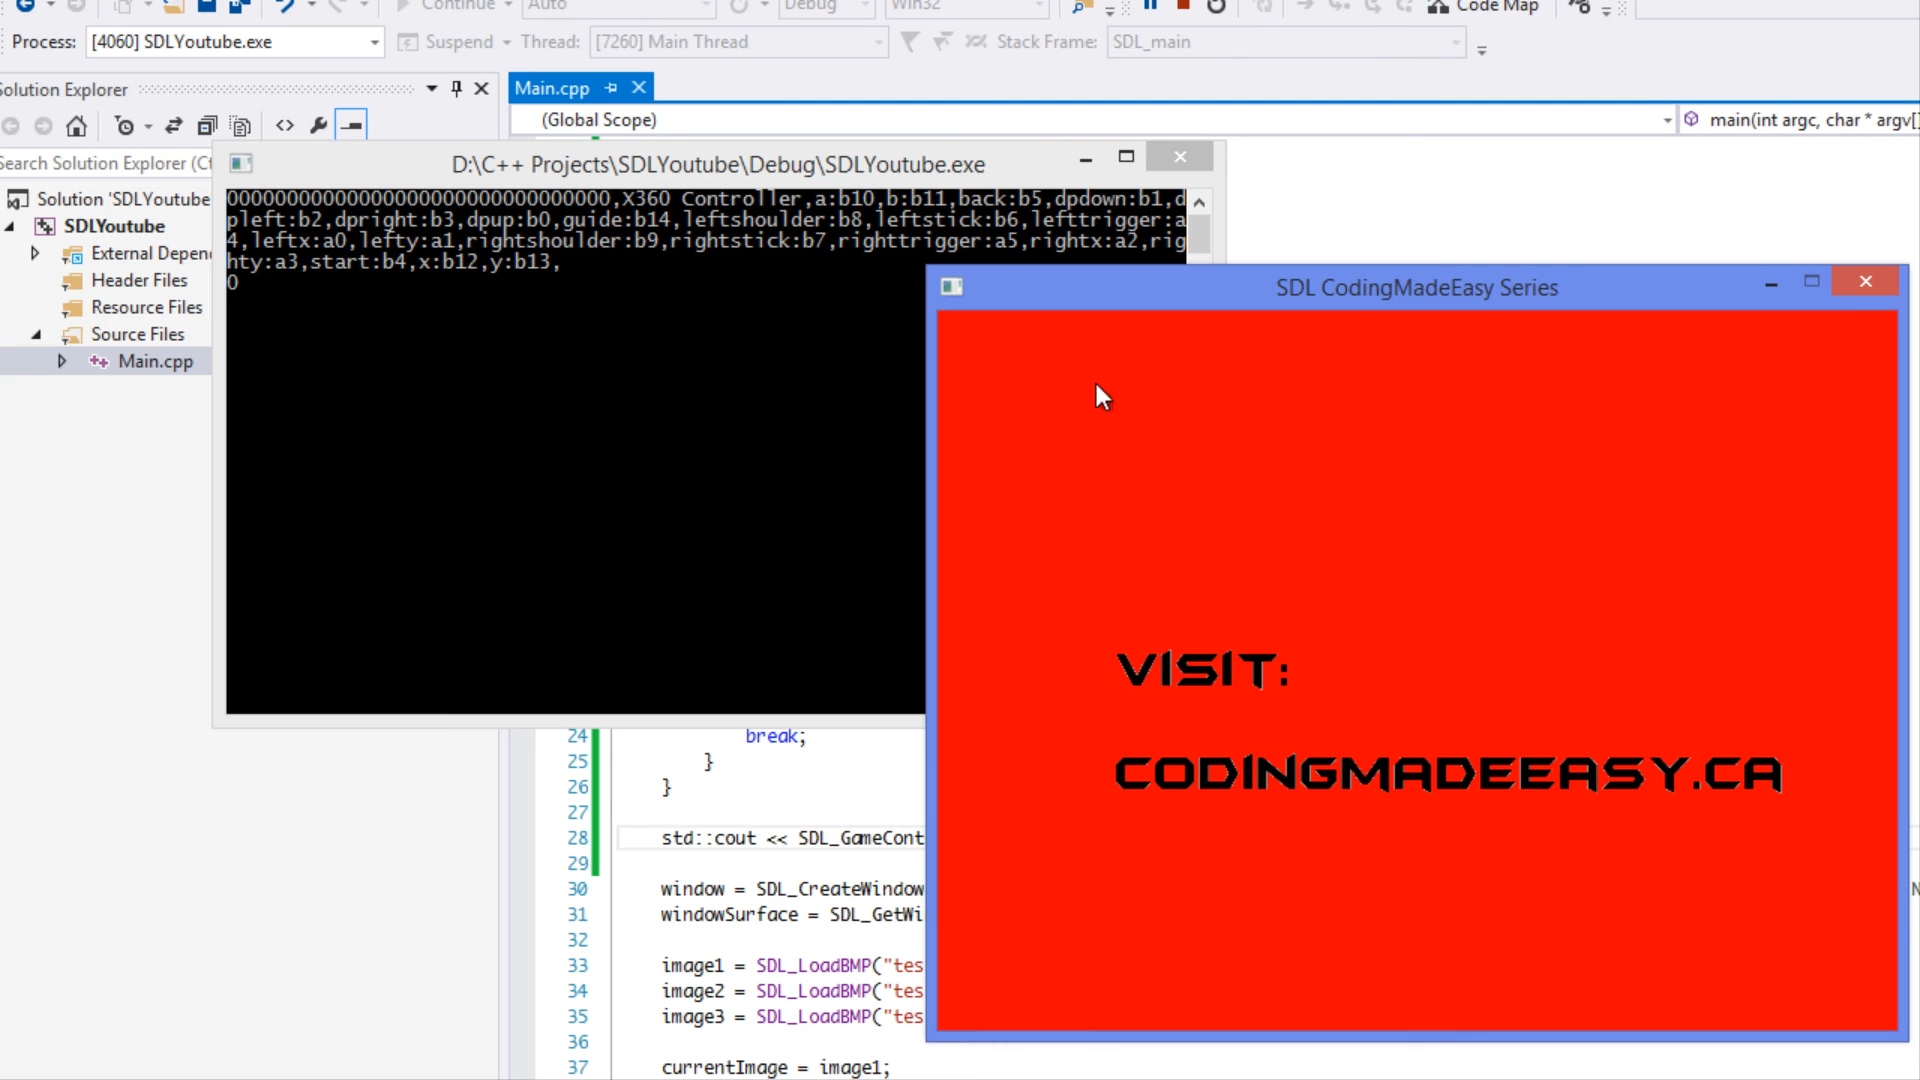 Continue Auto Debug Win32 Code Map
Process: [4060] SDLYoutube.exe Suspend Thread: [7260] Main Thread Stack Frame: SDL_main
Solution Explorer
Main.cpp
(Global Scope) main(int argc, char * argv[]
Search Solution Explorer (Ct
Solution 'SDLYoutube
SDLYoutube
External Depen
Header Files
Resource Files
Source Files
Main.cpp
D:\C++ Projects\SDLYoutube\Debug\SDLYoutube.exe
00000000000000000000000000000000,X360 Controller,a:b10,b:b11,back:b5,dpdown:b1,d
pleft:b2,dpright:b3,dpup:b0,guide:b14,leftshoulder:b8,leftstick:b6,lefttrigger:a
4,leftx:a0,lefty:a1,rightshoulder:b9,rightstick:b7,righttrigger:a5,rightx:a2,rig
hty:a3,start:b4,x:b12,y:b13,
0
SDL CodingMadeEasy Series
VISIT:
CODINGMADEEASY.CA
24 break;
25 }
26 }
27
28 std::cout << SDL_GameCont
29
30 window = SDL_CreateWindow N
31 windowSurface = SDL_GetWi
32
33 image1 = SDL_LoadBMP("tes
34 image2 = SDL_LoadBMP("tes
35 image3 = SDL_LoadBMP("tes
36
37 currentImage = image1;